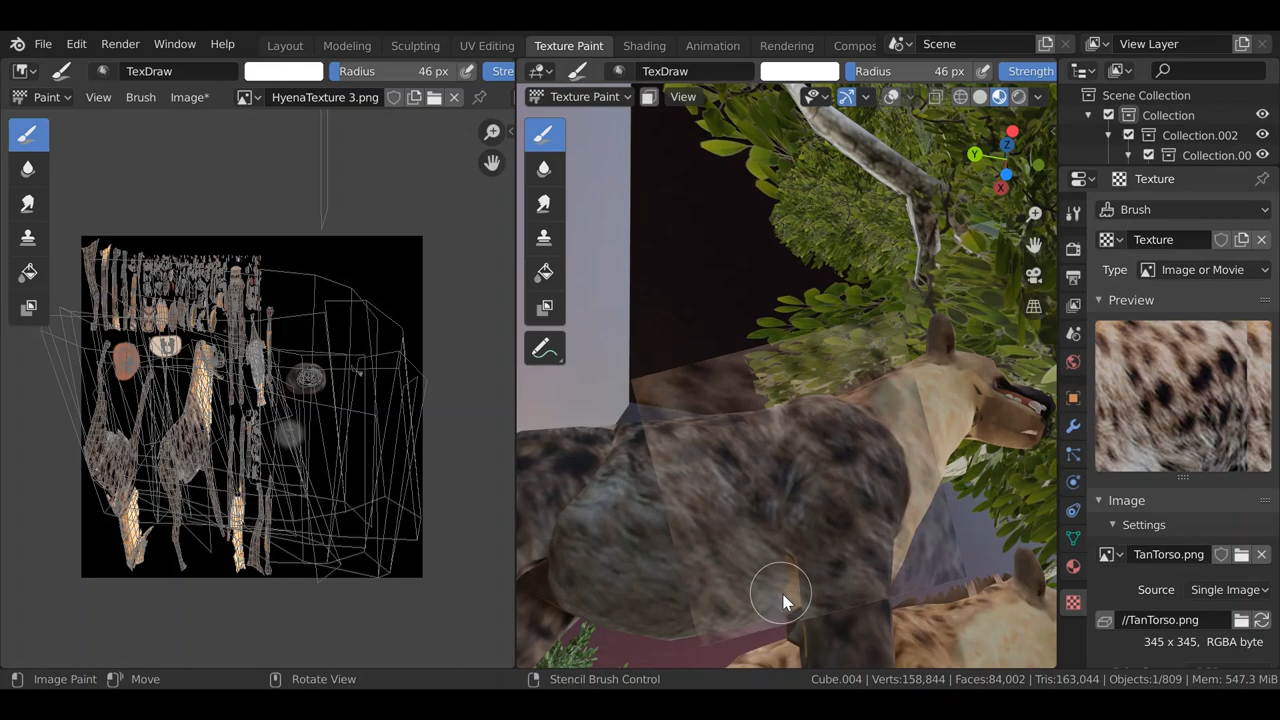 File Edit Render Window Help Layout Modeling Sculpting UV Editing Texture Paint Shading Animation Rendering Compos Scene View Layer
TexDraw Radius 46 px Stre TexDraw Radius 46 px Strength
Paint View Brush Image* HyenaTexture 3.png Texture Paint View
Scene Collection
Collection
Collection.002
Collection.00
Texture
Brush
Texture
Type Image or Movie
Preview
Image
Settings
TanTorso.png
Source Single Image
//TanTorso.png
345 x 345, RGBA byte
Z
Y
X
Image Paint Move Rotate View Stencil Brush Control Cube.004 | Verts:158,844 | Faces:84,002 | Tris:163,044 | Objects:1/809 | Mem: 547.3 MiB